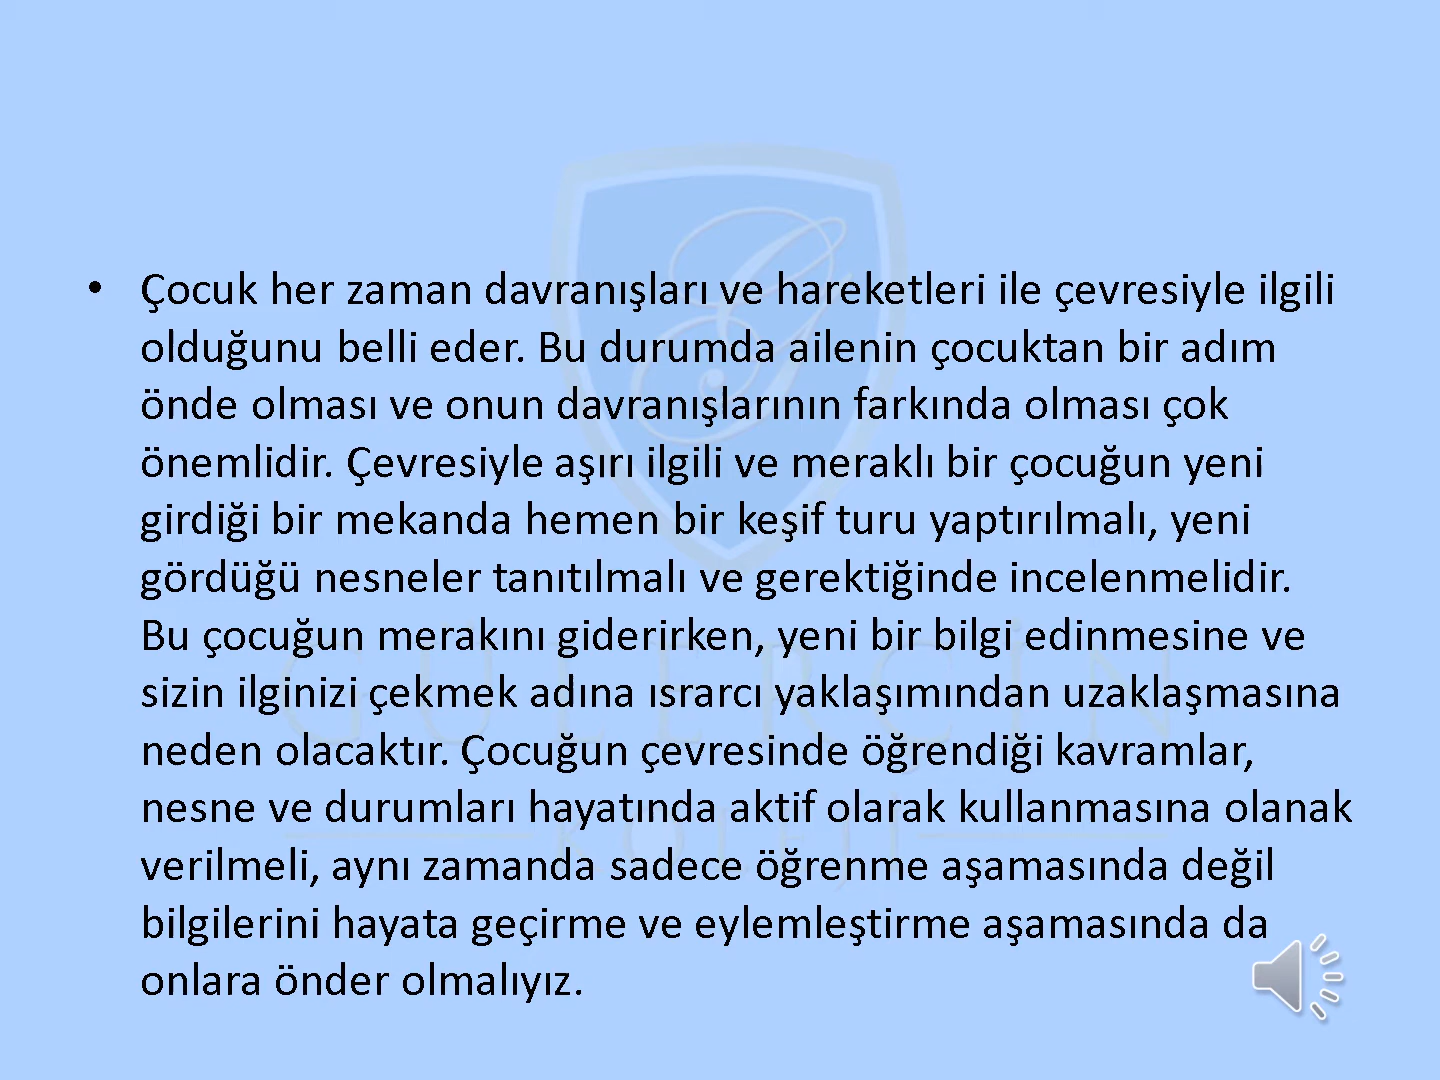 • Çocuk her zaman davranışları ve hareketleri ile çevresiyle ilgili
olduğunu belli eder. Bu durumda ailenin çocuktan bir adım
önde olması ve onun davranışlarının farkında olması çok
önemlidir. Çevresiyle aşırı ilgili ve meraklı bir çocuğun yeni
girdiği bir mekanda hemen bir keşif turu yaptırılmalı, yeni
gördüğü nesneler tanıtılmalı ve gerektiğinde incelenmelidir.
Bu çocuğun merakını giderirken, yeni bir bilgi edinmesine ve
sizin ilginizi çekmek adına ısrarcı yaklaşımından uzaklaşmasına
neden olacaktır. Çocuğun çevresinde öğrendiği kavramlar,
nesne ve durumları hayatında aktif olarak kullanmasına olanak
verilmeli, aynı zamanda sadece öğrenme aşamasında değil
bilgilerini hayata geçirme ve eylemleştirme aşamasında da
onlara önder olmalıyız.